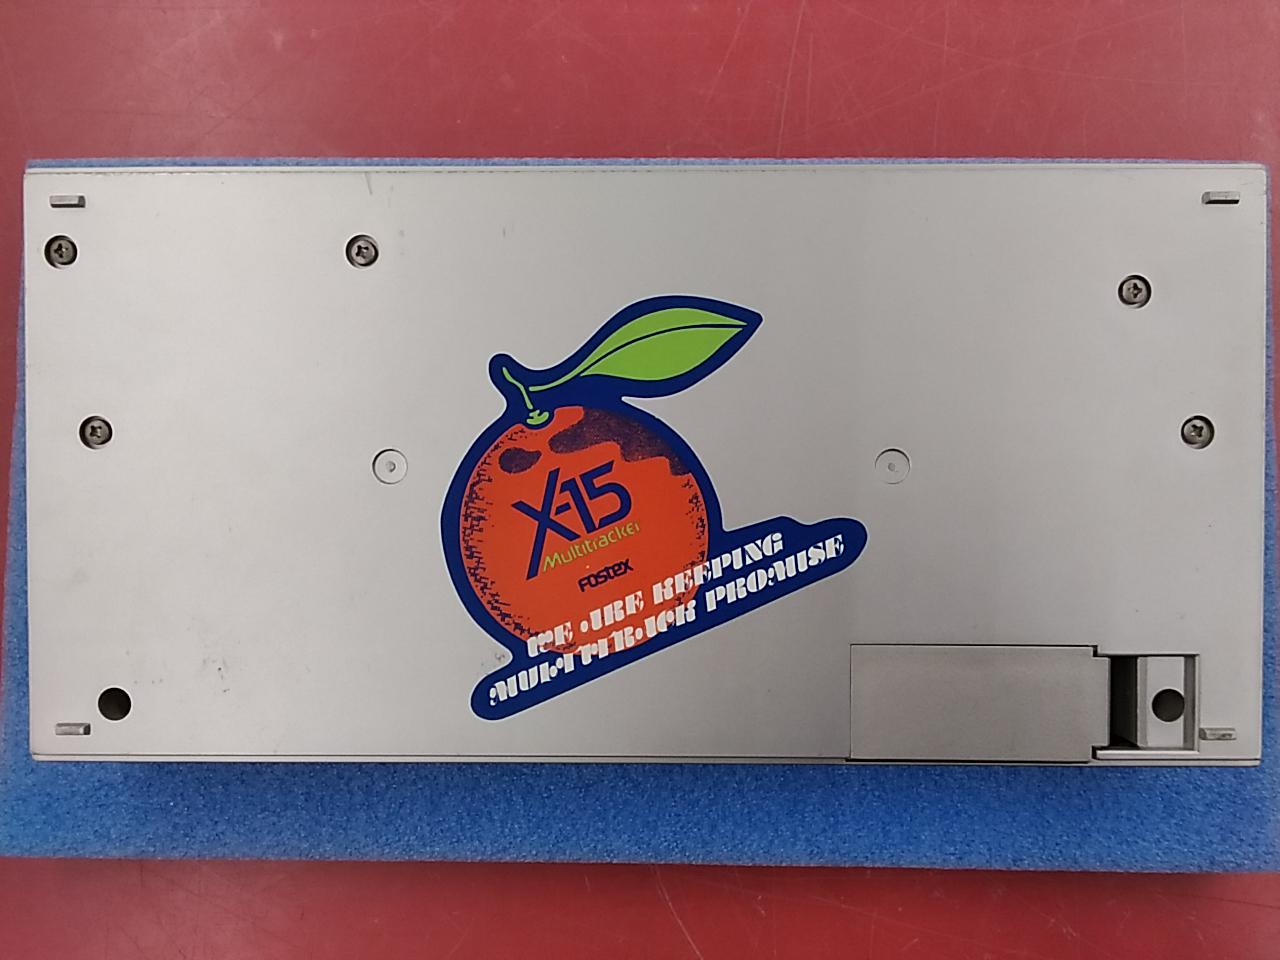 X-15
Multitracker
Fostex
WE ARE KEEPING
MULTITRACK PROMISE